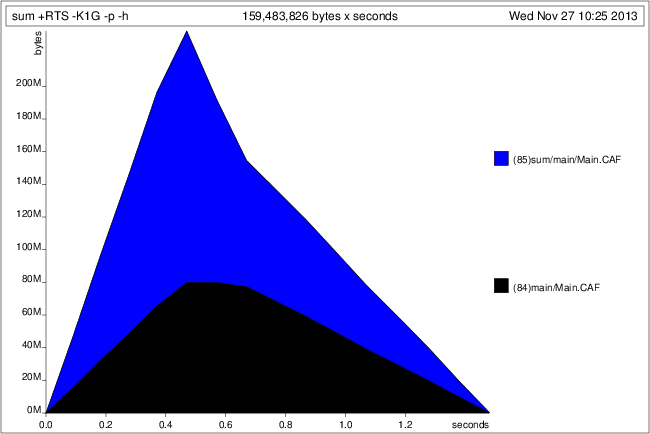 sum +RTS -K1G -p -h
159,483,826 bytes x seconds
Wed Nov 27 10:25 2013
bytes
200M
180M
160M
140M
120M
100M
80M
60M
40M
20M
0M
0.0 0.2 0.4 0.6 0.8 1.0 1.2 seconds
(85)sum/main/Main.CAF
(84)main/Main.CAF